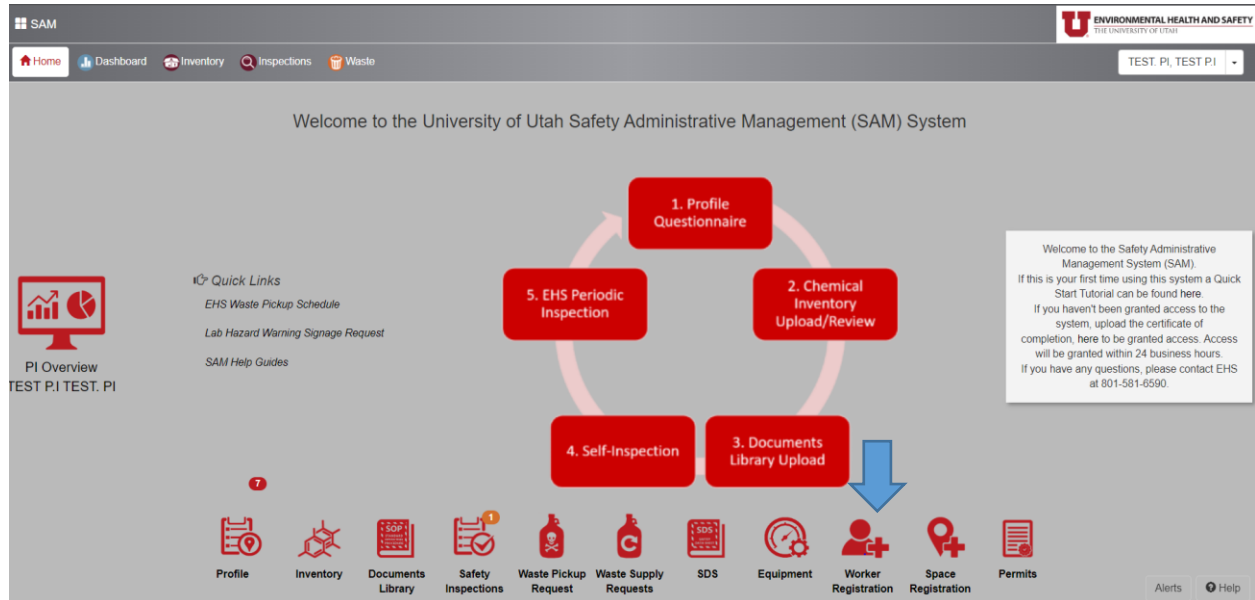 SAM
ENVIRONMENTAL HEALTH AND SAFETY
THE UNIVERSITY OF UTAH
Home Dashboard Inventory Inspections Waste
TEST. PI, TEST P.I
Welcome to the University of Utah Safety Administrative Management (SAM) System
1. Profile
Questionnaire
2. Chemical
Inventory
Upload/Review
3. Documents
Library Upload
4. Self-Inspection
5. EHS Periodic
Inspection
Quick Links
EHS Waste Pickup Schedule
Lab Hazard Warning Signage Request
SAM Help Guides
PI Overview
TEST P.I TEST. PI
Welcome to the Safety Administrative
Management System (SAM).
If this is your first time using this system a Quick
Start Tutorial can be found here.
If you haven't been granted access to the
system, upload the certificate of
completion, here to be granted access. Access
will be granted within 24 business hours.
If you have any questions, please contact EHS
at 801-581-6590.
7
1
SOP
SDS
Profile
Inventory
Documents
Library
Safety
Inspections
Waste Pickup
Request
Waste Supply
Requests
SDS
Equipment
Worker
Registration
Space
Registration
Permits
Alerts
Help